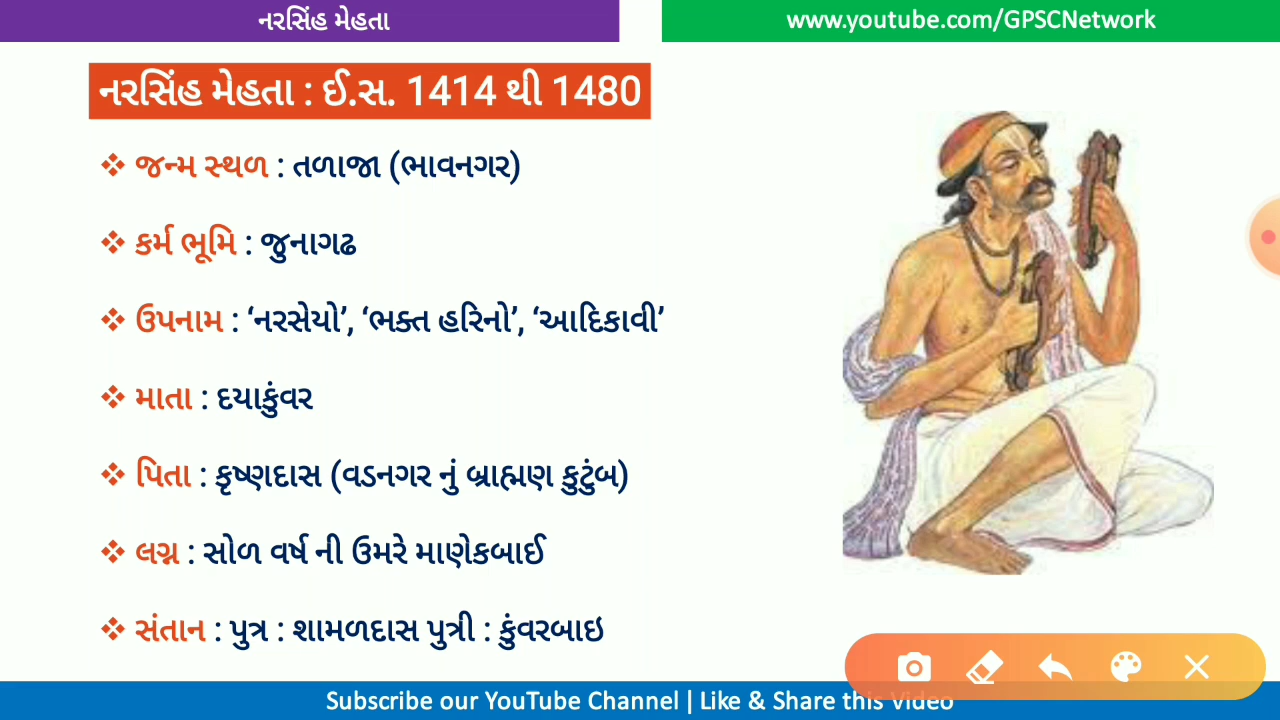 નરસિંહ મેહતા
www.youtube.com/GPSCNetwork
નરસિંહ મેહતા : ઈ.સ. 1414 થી 1480
❖ જન્મ સ્થળ : તળાજા (ભાવનગર)
❖ કર્મ ભૂમિ : જુનાગઢ
❖ ઉપનામ : ‘નરસેયો’, ‘ભક્ત હરિનો’, ‘આદિકાવી’
❖ માતા : દયાકુંવર
❖ પિતા : કૃષ્ણદાસ (વડનગર નું બ્રાહ્મણ કુટુંબ)
❖ લગ્ન : સોળ વર્ષ ની ઉમરે માણેકબાઈ
❖ સંતાન : પુત્ર : શામળદાસ પુત્રી : કુંવરબાઇ
Subscribe our YouTube Channel | Like & Share this Video